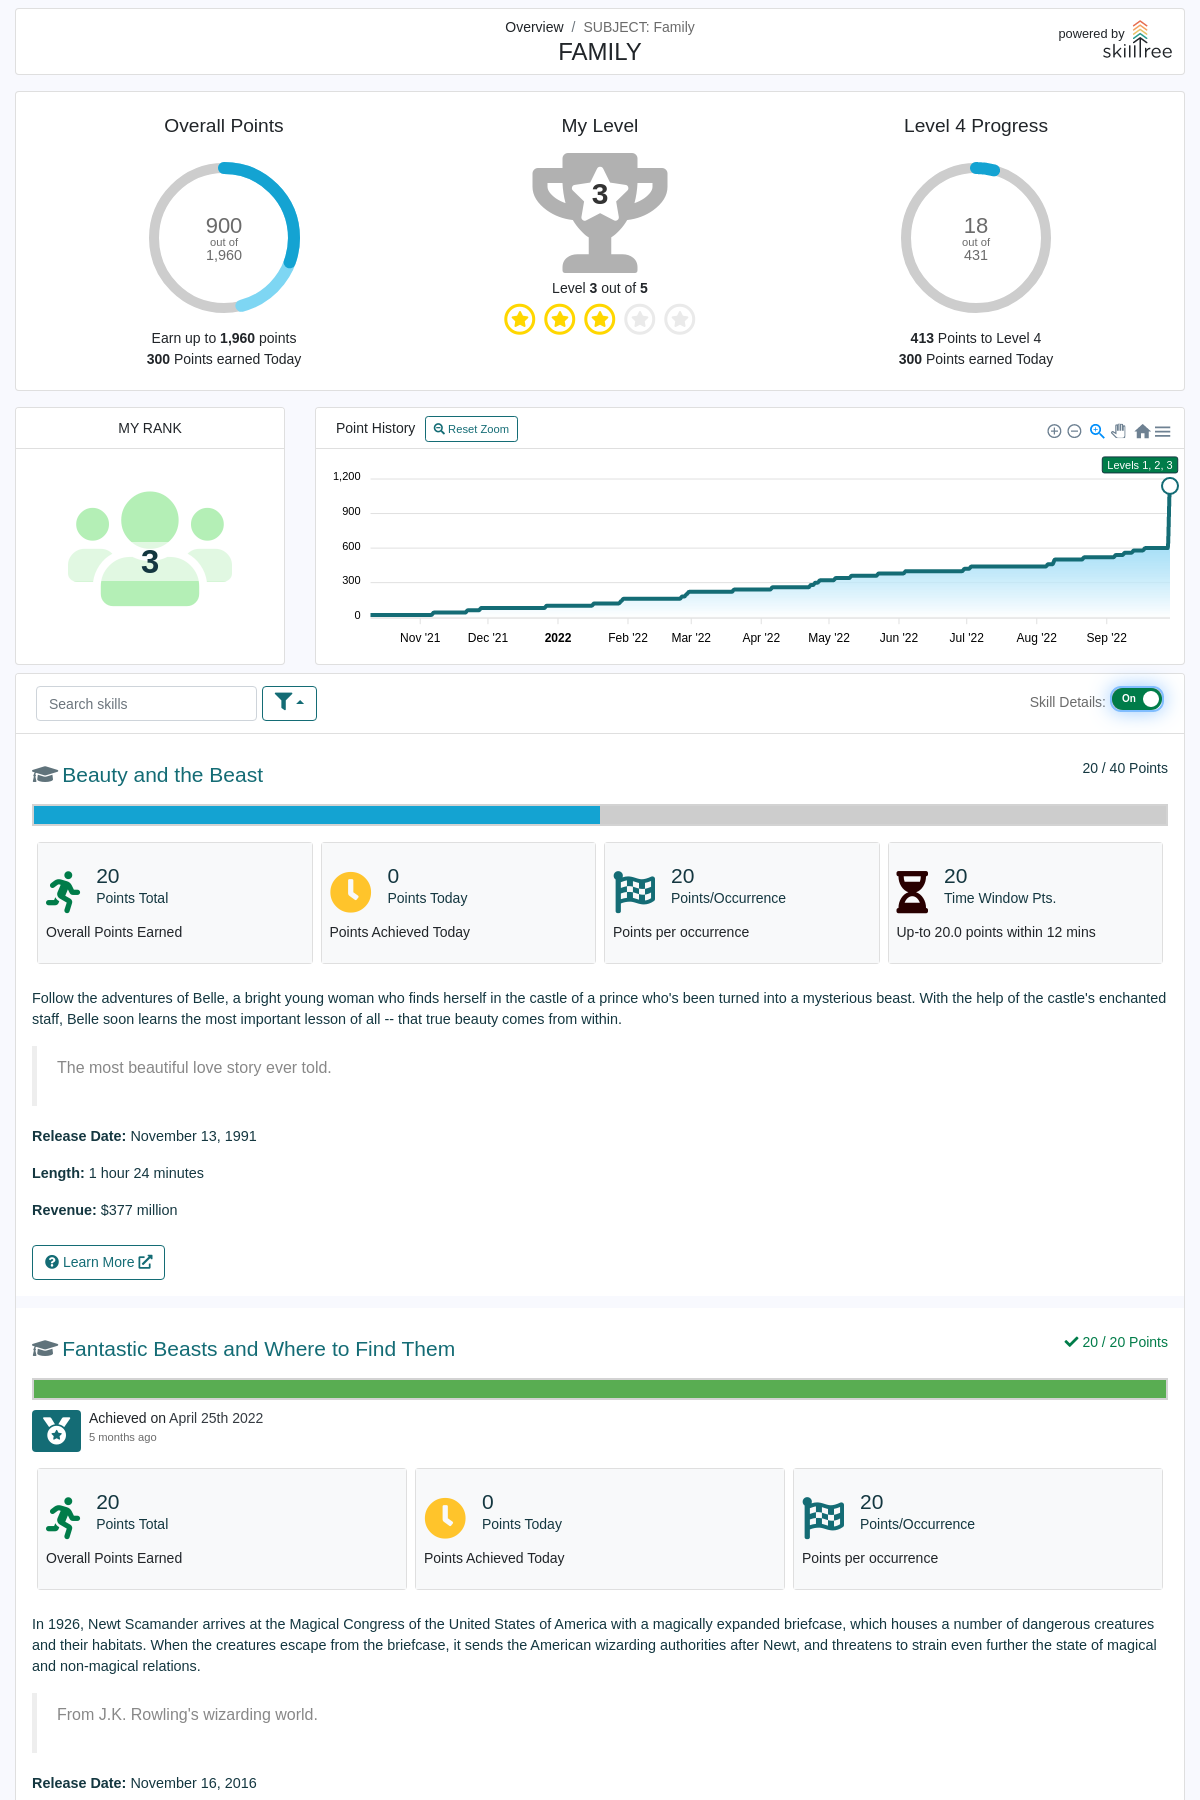 Overview / SUBJECT: Family
FAMILY
powered by
skilltree
Overall Points
900
out of
1,960
Earn up to 1,960 points
300 Points earned Today
My Level
3
Level 3 out of 5
Level 4 Progress
18
out of
431
413 Points to Level 4
300 Points earned Today
MY RANK
3
Point History
Reset Zoom
Levels 1, 2, 3
1,200
900
600
300
0
Nov '21 Dec '21 2022 Feb '22 Mar '22 Apr '22 May '22 Jun '22 Jul '22 Aug '22 Sep '22
Search skills
Skill Details: On
Beauty and the Beast
20 / 40 Points
20
Points Total
Overall Points Earned
0
Points Today
Points Achieved Today
20
Points/Occurrence
Points per occurrence
20
Time Window Pts.
Up-to 20.0 points within 12 mins
Follow the adventures of Belle, a bright young woman who finds herself in the castle of a prince who's been turned into a mysterious beast. With the help of the castle's enchanted
staff, Belle soon learns the most important lesson of all -- that true beauty comes from within.
The most beautiful love story ever told.
Release Date: November 13, 1991
Length: 1 hour 24 minutes
Revenue: $377 million
Learn More
Fantastic Beasts and Where to Find Them
20 / 20 Points
Achieved on April 25th 2022
5 months ago
20
Points Total
Overall Points Earned
0
Points Today
Points Achieved Today
20
Points/Occurrence
Points per occurrence
In 1926, Newt Scamander arrives at the Magical Congress of the United States of America with a magically expanded briefcase, which houses a number of dangerous creatures
and their habitats. When the creatures escape from the briefcase, it sends the American wizarding authorities after Newt, and threatens to strain even further the state of magical
and non-magical relations.
From J.K. Rowling's wizarding world.
Release Date: November 16, 2016